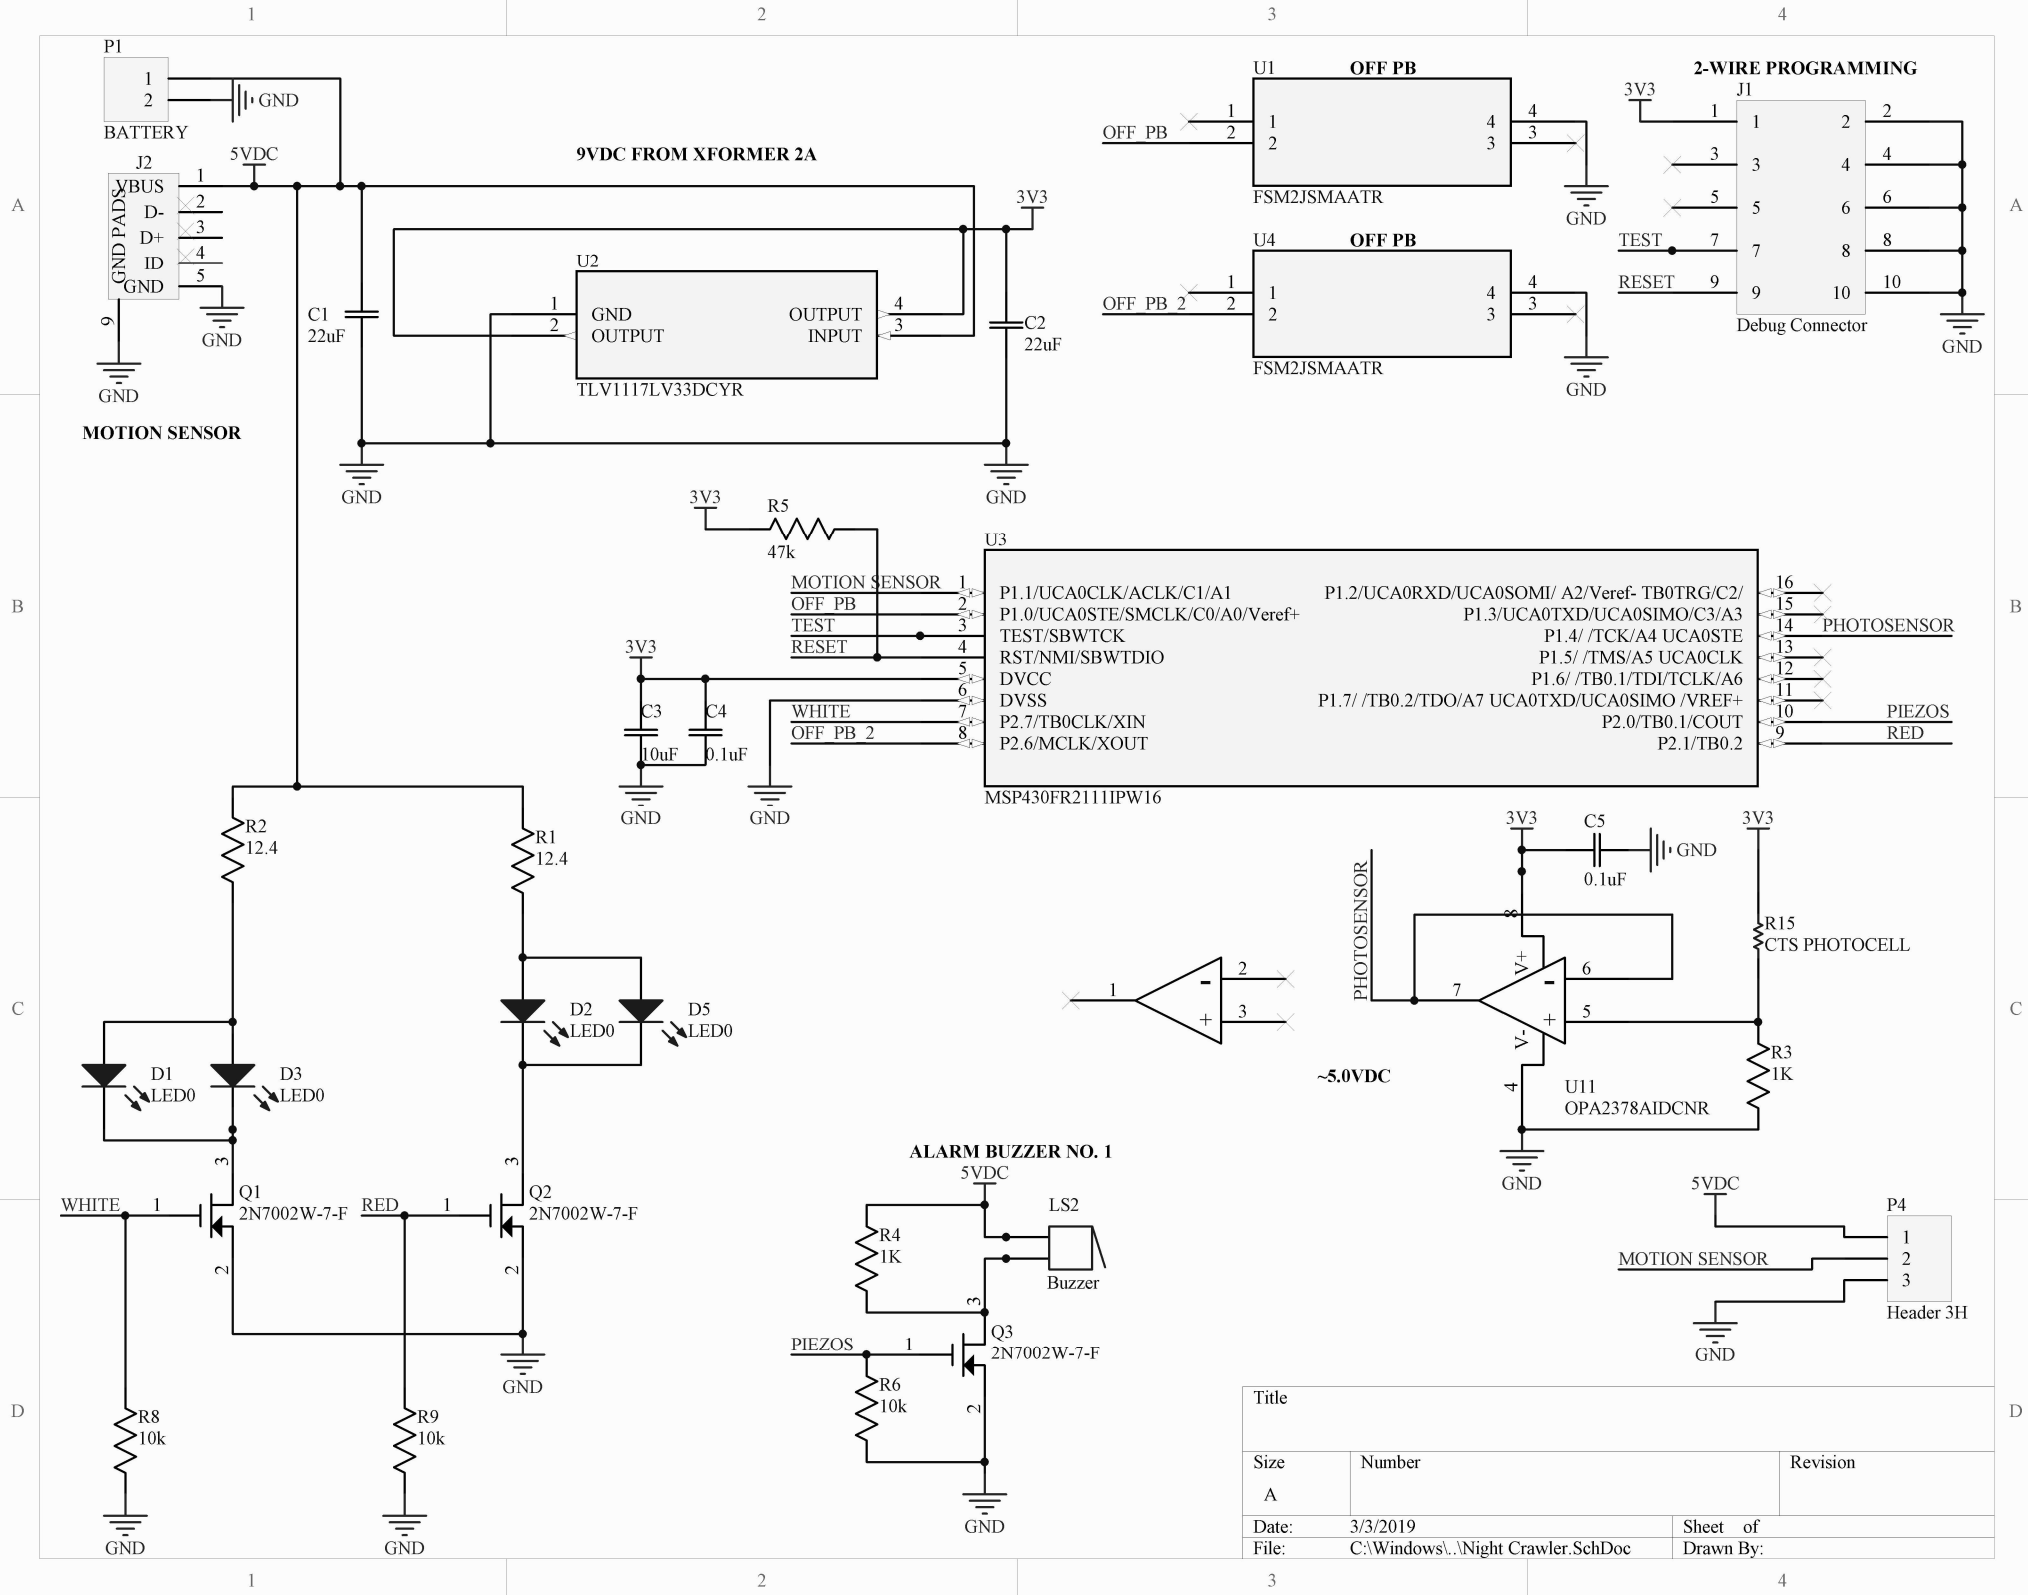 1 2 3 4
P1
1
2
GND
BATTERY
J2
5VDC
VBUS 1
D- 2
D+ 3
ID 4
GND 5
GND PADS
9
GND
GND
MOTION SENSOR
9VDC FROM XFORMER 2A
3V3
U2
1 GND OUTPUT 4
2 OUTPUT INPUT 3
TLV1117LV33DCYR
C1
22uF
C2
22uF
GND
GND
U1 OFF PB
1 1 4 4
OFF_PB 2 2 3 3
FSM2JSMAATR
GND
U4 OFF PB
1 1 4 4
OFF_PB_2 2 2 3 3
FSM2JSMAATR
GND
2-WIRE PROGRAMMING
3V3 J1
1 1 2 2
3 3 4 4
5 5 6 6
TEST 7 7 8 8
RESET 9 9 10 10
Debug Connector
GND
A A
3V3
R5
47k
U3
MOTION SENSOR 1 P1.1/UCA0CLK/ACLK/C1/A1
OFF_PB 2 P1.0/UCA0STE/SMCLK/C0/A0/Veref+
TEST 3 TEST/SBWTCK
RESET 4 RST/NMI/SBWTDIO
5 DVCC
6 DVSS
WHITE 7 P2.7/TB0CLK/XIN
OFF_PB_2 8 P2.6/MCLK/XOUT
P1.2/UCA0RXD/UCA0SOMI/ A2/Veref- TB0TRG/C2/ 16
P1.3/UCA0TXD/UCA0SIMO/C3/A3 15
P1.4/ /TCK/A4 UCA0STE 14 PHOTOSENSOR
P1.5/ /TMS/A5 UCA0CLK 13
P1.6/ /TB0.1/TDI/TCLK/A6 12
P1.7/ /TB0.2/TDO/A7 UCA0TXD/UCA0SIMO /VREF+ 11
P2.0/TB0.1/COUT 10 PIEZOS
P2.1/TB0.2 9 RED
MSP430FR2111IPW16
3V3
C3
10uF
C4
0.1uF
GND
GND
B B
R2
12.4
R1
12.4
D2
LED0
D5
LED0
D1
LED0
D3
LED0
3
3
WHITE 1
Q1
2N7002W-7-F
2
RED 1
Q2
2N7002W-7-F
2
GND
R8
10k
GND
R9
10k
GND
1
2
3
3V3
C5
0.1uF
GND
3V3
PHOTOSENSOR
8
V+
R15
CTS PHOTOCELL
6
7
5
V-
4
~5.0VDC
U11
OPA2378AIDCNR
R3
1K
GND
C C
ALARM BUZZER NO. 1
5VDC
LS2
R4
1K
Buzzer
3
PIEZOS 1
Q3
2N7002W-7-F
R6
10k
2
GND
5VDC
P4
1
MOTION SENSOR 2
3
Header 3H
GND
D D
Title
Size Number Revision
A
Date: 3/3/2019 Sheet of
File: C:\Windows\..\Night Crawler.SchDoc Drawn By:
1 2 3 4